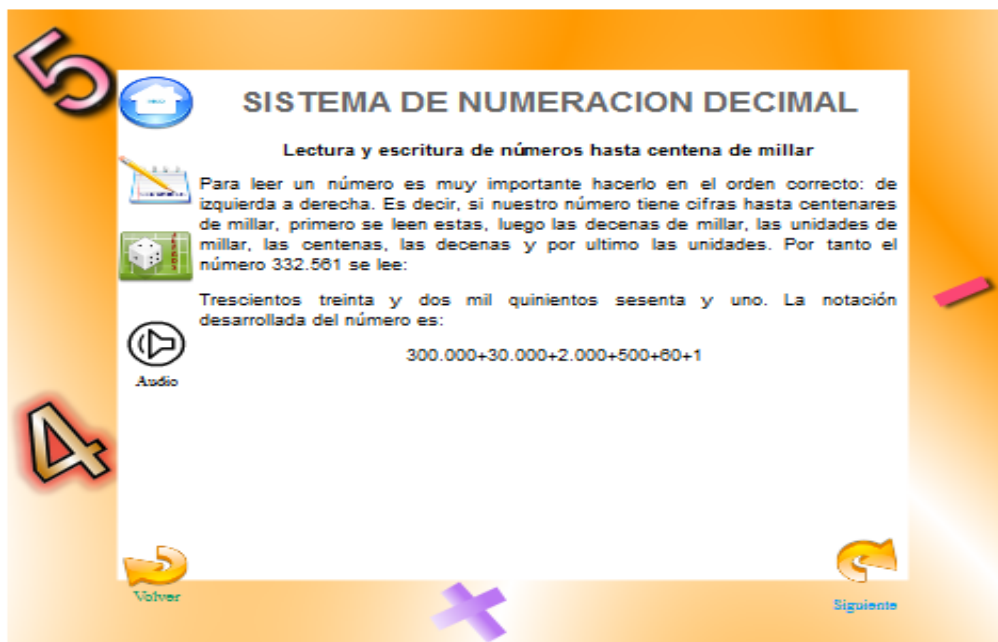 5
SISTEMA DE NUMERACION DECIMAL
Lectura y escritura de números hasta centena de millar
Para leer un número es muy importante hacerlo en el orden correcto: de
izquierda a derecha. Es decir, si nuestro número tiene cifras hasta centenares
de millar, primero se leen estas, luego las decenas de millar, las unidades de
millar, las centenas, las decenas y por ultimo las unidades. Por tanto el
número 332.561 se lee:
Trescientos treinta y dos mil quinientos sesenta y uno. La notación
desarrollada del número es:
300.000+30.000+2.000+500+60+1
Audio
4
Volver
Siguiente